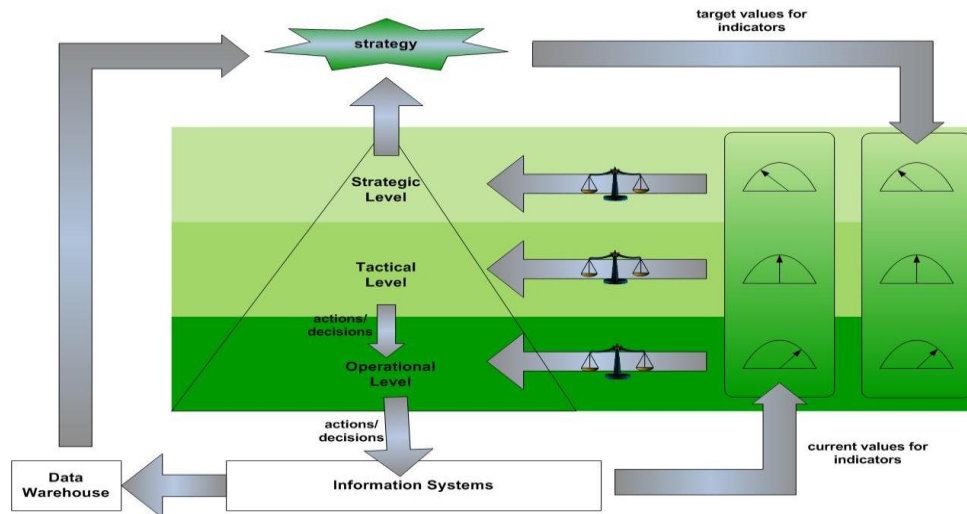 target values for
indicators
strategy
Strategic
Level
Tactical
Level
actions/
decisions
Operational
Level
actions/
decisions
current values for
indicators
Data
Warehouse
Information Systems